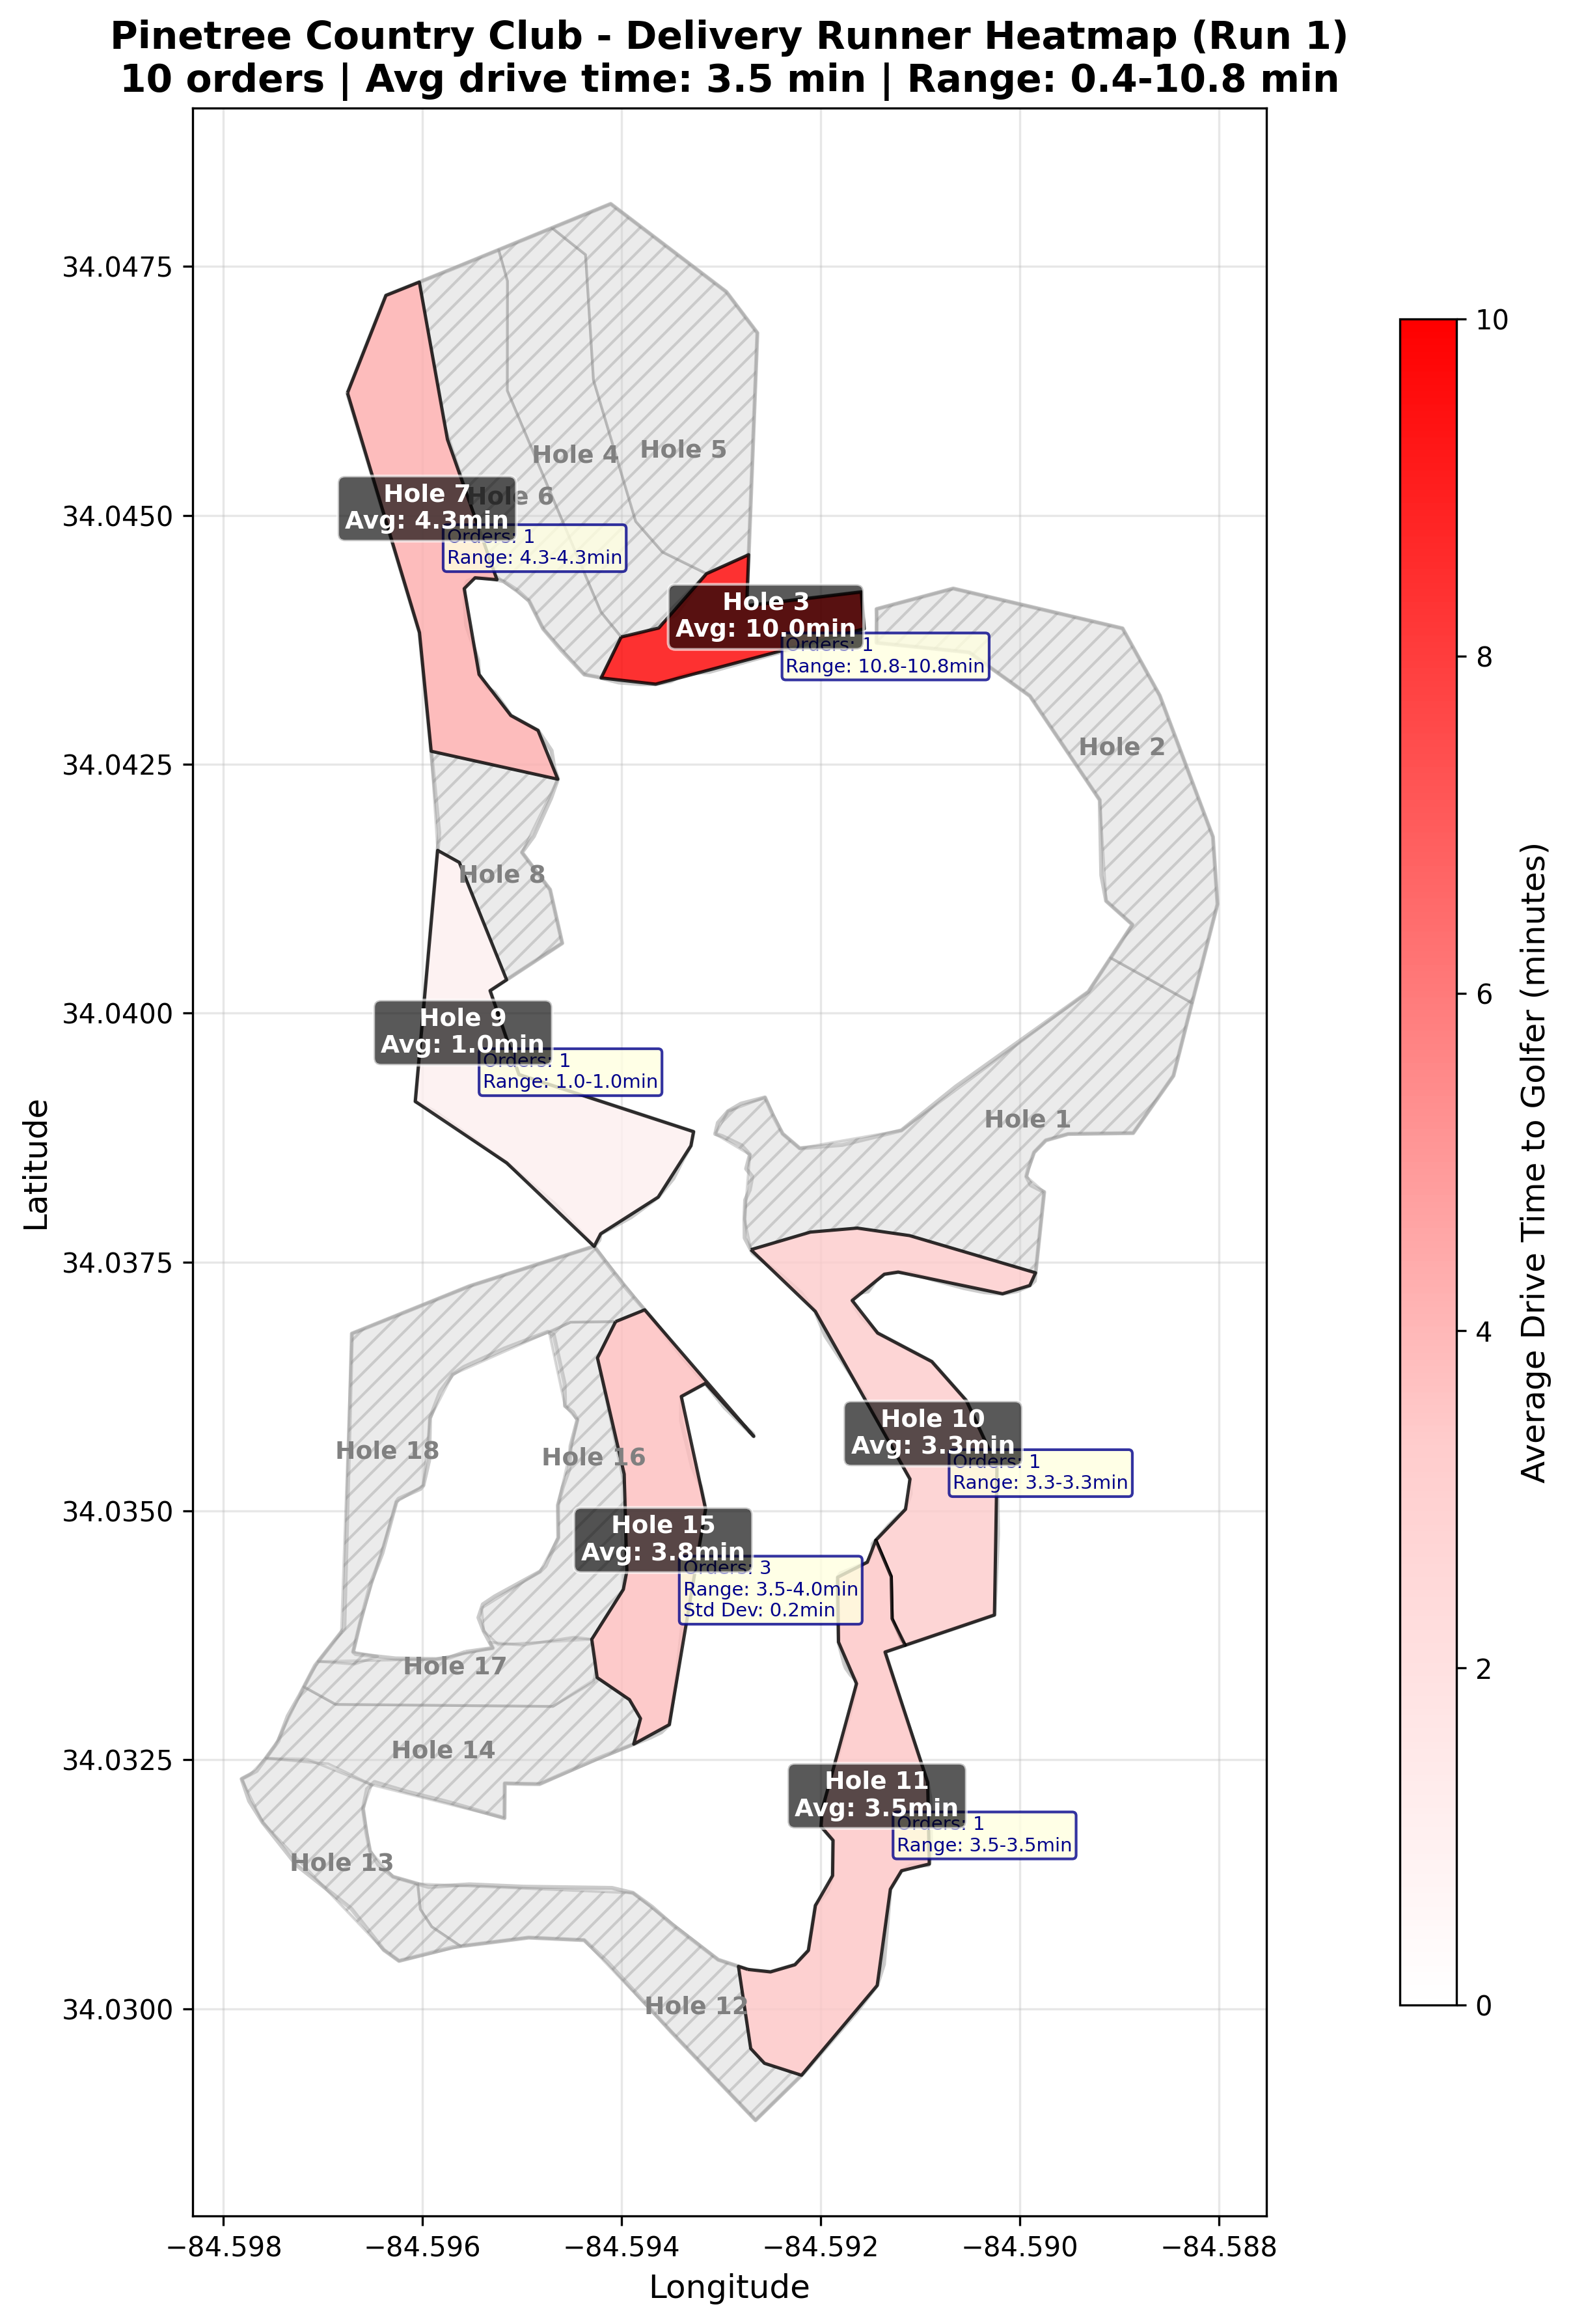 Pinetree Country Club - Delivery Runner Heatmap (Run 1)
10 orders | Avg drive time: 3.5 min | Range: 0.4-10.8 min
34.0475
34.0450
34.0425
34.0400
34.0375
34.0350
34.0325
34.0300
Latitude
Hole 4
Hole 5
Hole 6
Hole 7
Avg: 4.3min
Orders: 1
Range: 4.3-4.3min
Hole 3
Avg: 10.0min
Orders: 1
Range: 10.8-10.8min
Hole 2
Hole 8
Hole 9
Avg: 1.0min
Orders: 1
Range: 1.0-1.0min
Hole 1
Hole 10
Avg: 3.3min
Orders: 1
Range: 3.3-3.3min
Hole 18
Hole 16
Hole 15
Avg: 3.8min
Orders: 3
Range: 3.5-4.0min
Std Dev: 0.2min
Hole 17
Hole 14
Hole 11
Avg: 3.5min
Orders: 1
Range: 3.5-3.5min
Hole 13
Hole 12
−84.598
−84.596
−84.594
−84.592
−84.590
−84.588
Longitude
10
8
6
4
2
0
Average Drive Time to Golfer (minutes)